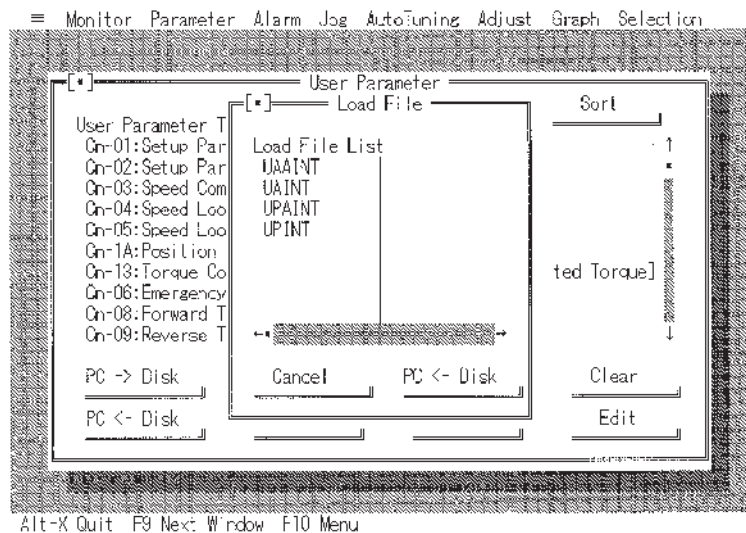 ≡ Monitor Parameter Alarm Jog AutoTuning Adjust Graph Selection
[▪] User Parameter
[▪] Load File
Sort
User Parameter T
Load File List
Cn-01:Setup Par
UAAINT
Cn-02:Setup Par
UAINT
Cn-03:Speed Com
UPAINT
Cn-04:Speed Loo
UPINT
Cn-05:Speed Loo
Cn-1A:Position
Cn-13:Torque Co
ted Torque]
Cn-06:Emergency
Cn-08:Forward T
Cn-09:Reverse T
PC -> Disk Cancel PC <- Disk Clear
PC <- Disk Edit
Alt-X Quit F9 Next Window F10 Menu